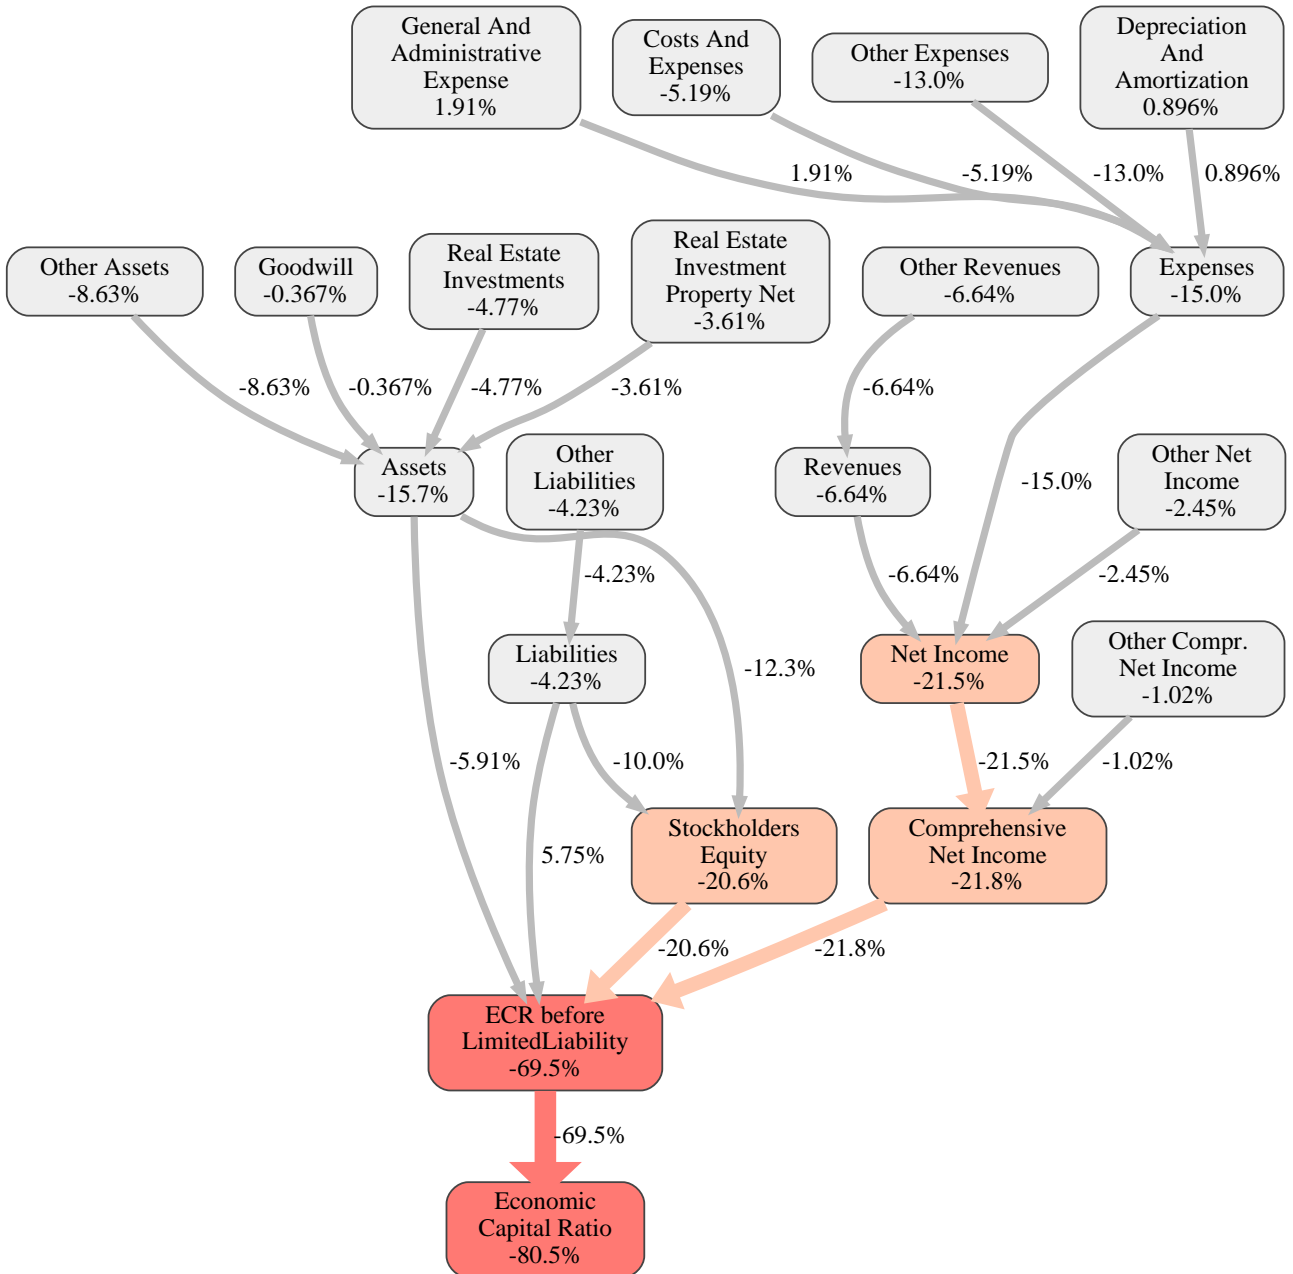 General And
Administrative
Expense
1.91%
Costs And
Expenses
-5.19%
Other Expenses
-13.0%
Depreciation
And
Amortization
0.896%
1.91%
-5.19%
-13.0%
0.896%
Other Assets
-8.63%
Goodwill
-0.367%
Real Estate
Investments
-4.77%
Real Estate
Investment
Property Net
-3.61%
Other Revenues
-6.64%
Expenses
-15.0%
-8.63%
-0.367%
-4.77%
-3.61%
-6.64%
Assets
-15.7%
Other
Liabilities
-4.23%
Revenues
-6.64%
-15.0%
Other Net
Income
-2.45%
-4.23%
-6.64%
-2.45%
Liabilities
-4.23%
-12.3%
Net Income
-21.5%
Other Compr.
Net Income
-1.02%
-5.91%
-10.0%
-21.5%
-1.02%
5.75%
Stockholders
Equity
-20.6%
Comprehensive
Net Income
-21.8%
-20.6%
-21.8%
ECR before
LimitedLiability
-69.5%
-69.5%
Economic
Capital Ratio
-80.5%